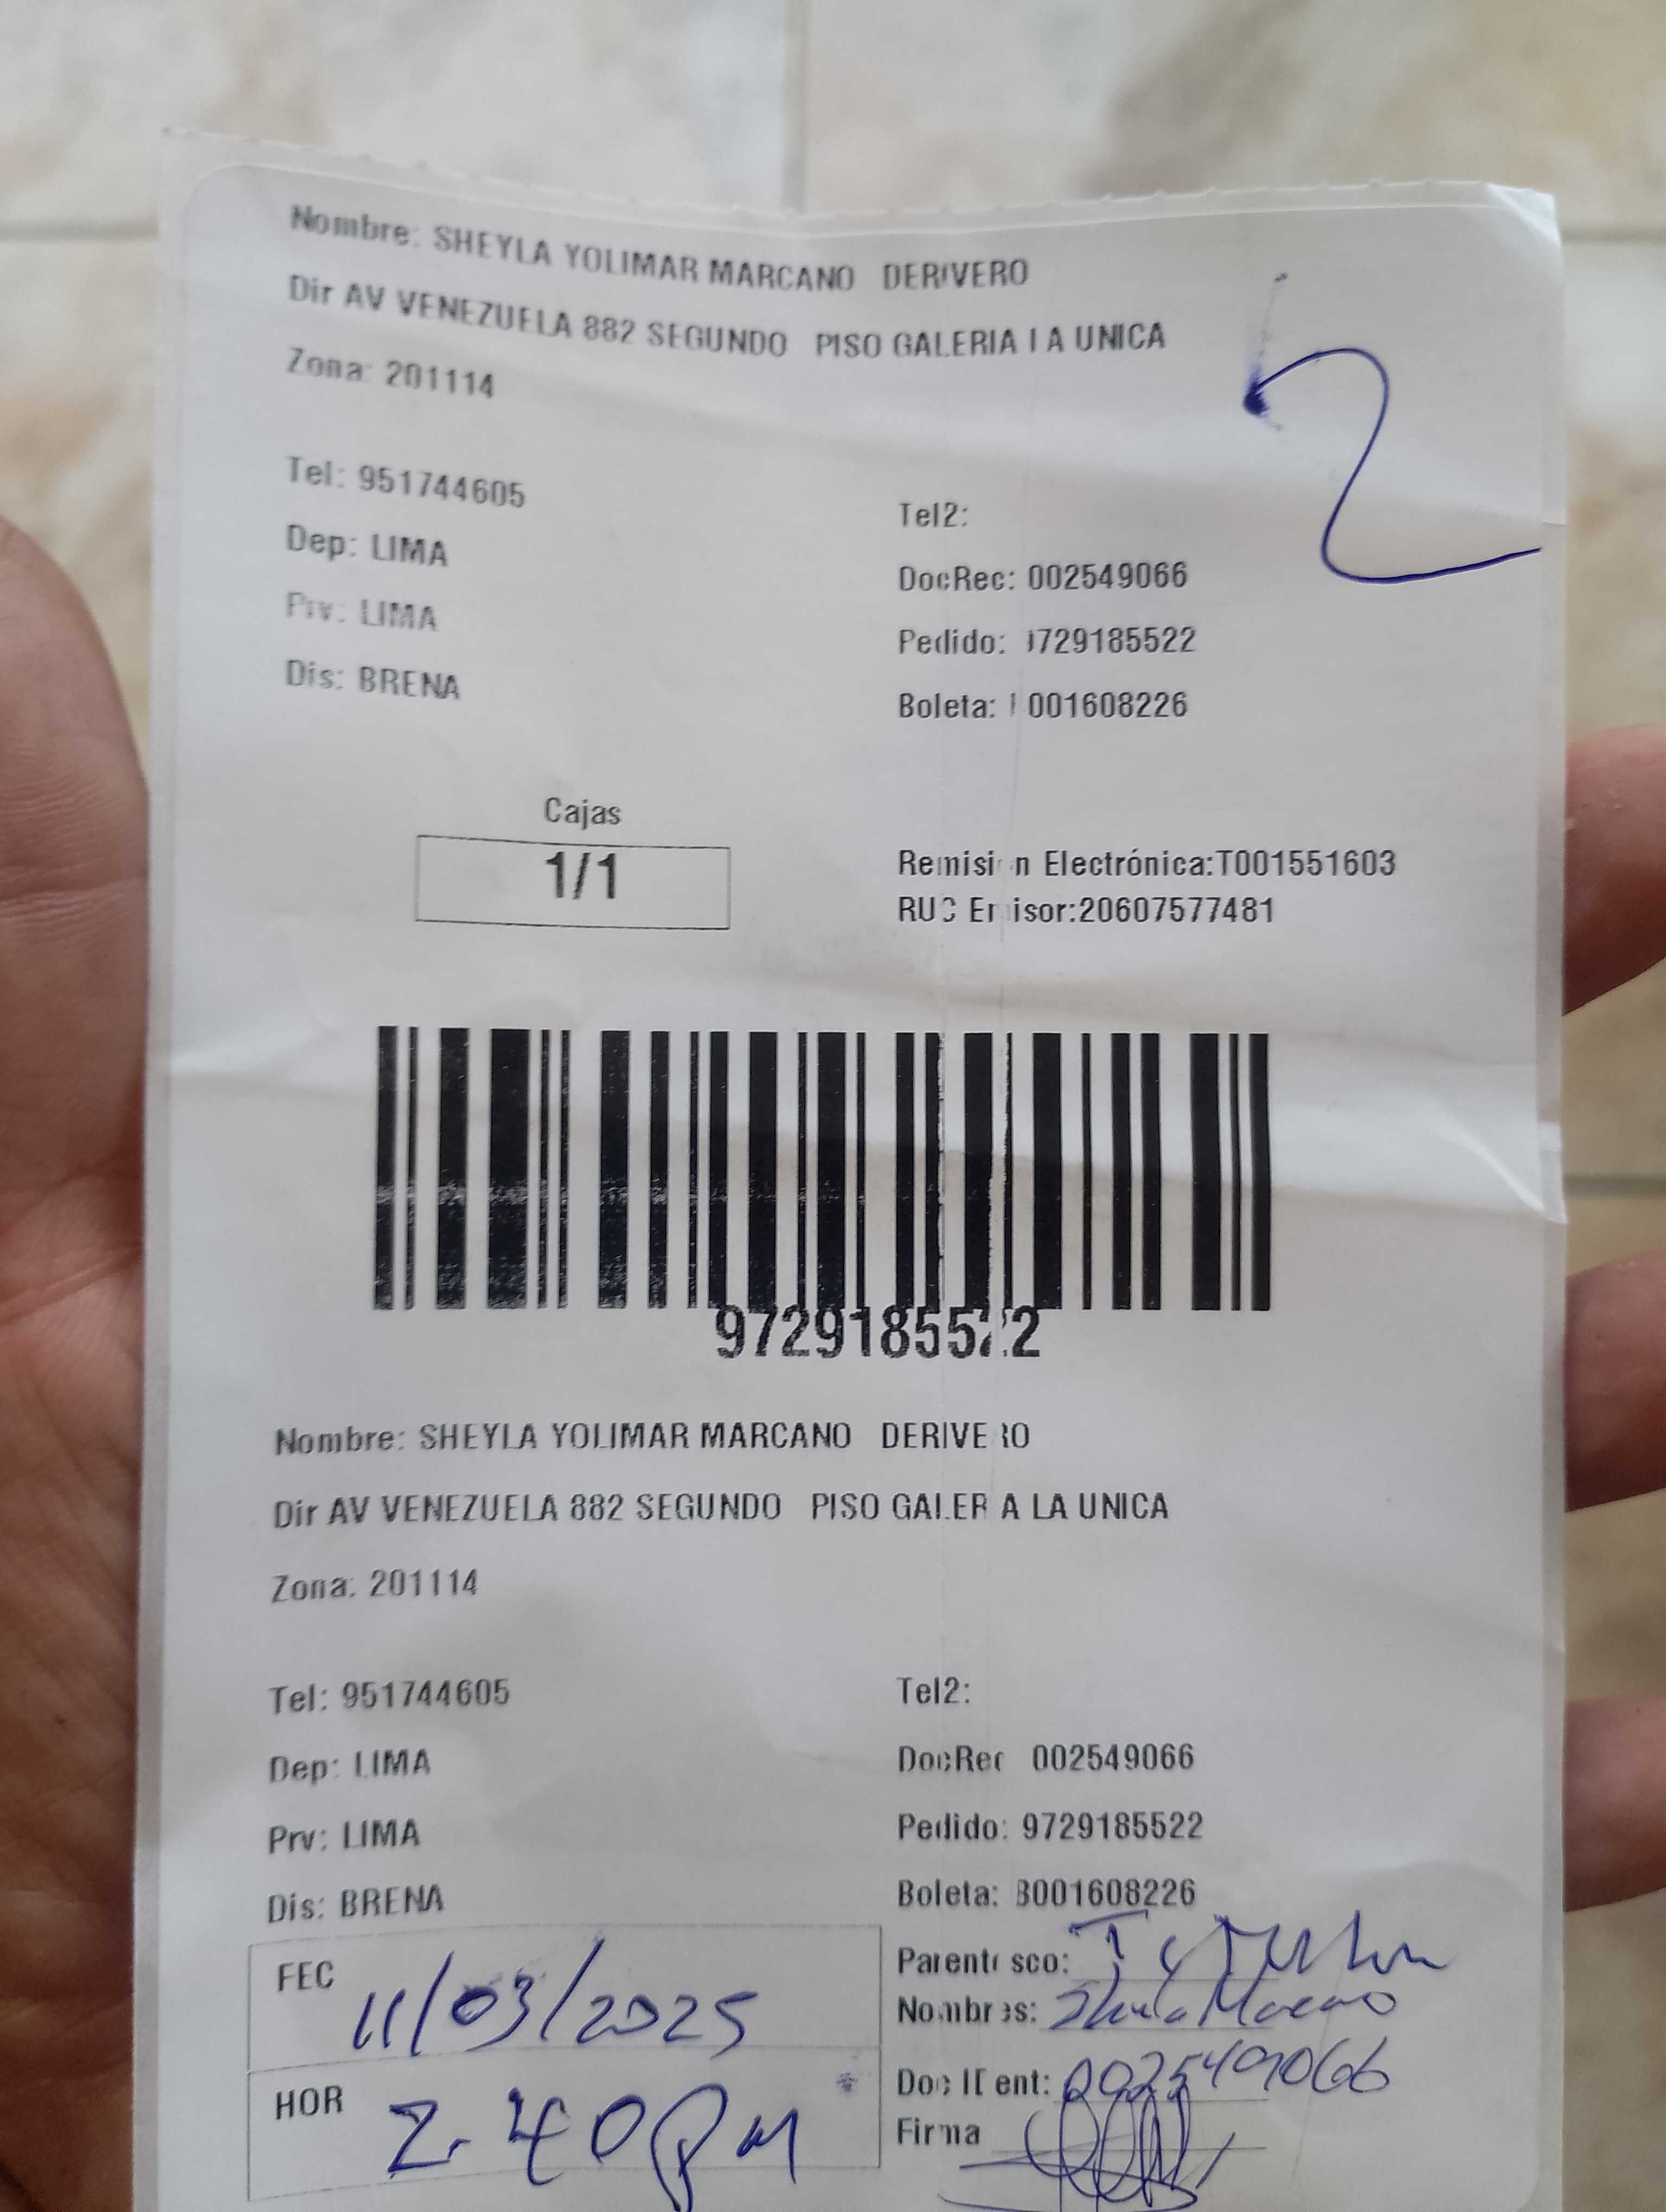 Nombre: SHEYLA YOLIMAR MARCANO DERIVERO
Dir AV VENEZUELA 882 SEGUNDO PISO GALERIA LA UNICA
Zona: 201114
2
Tel: 951744605
Tel2:
Dep: LIMA
DocRec: 002549066
Prv: LIMA
Pedido: 9729185522
Dis: BRENA
Boleta: 001608226
Cajas
1/1
Remisión Electrónica:T001551603
RUC Emisor:20607577481
9729185522
Nombre: SHEYLA YOLIMAR MARCANO DERIVERO
Dir AV VENEZUELA 882 SEGUNDO PISO GALERIA LA UNICA
Zona: 201114
Tel: 951744605
Tel2:
Dep: LIMA
DocRec 002549066
Prv: LIMA
Pedido: 9729185522
Dis: BRENA
Boleta: B001608226
FEC 11/03/2025
Parentesco:
Nombres: Marcano
HOR 2:40 PM
Doc IDent: 002549066
Firma